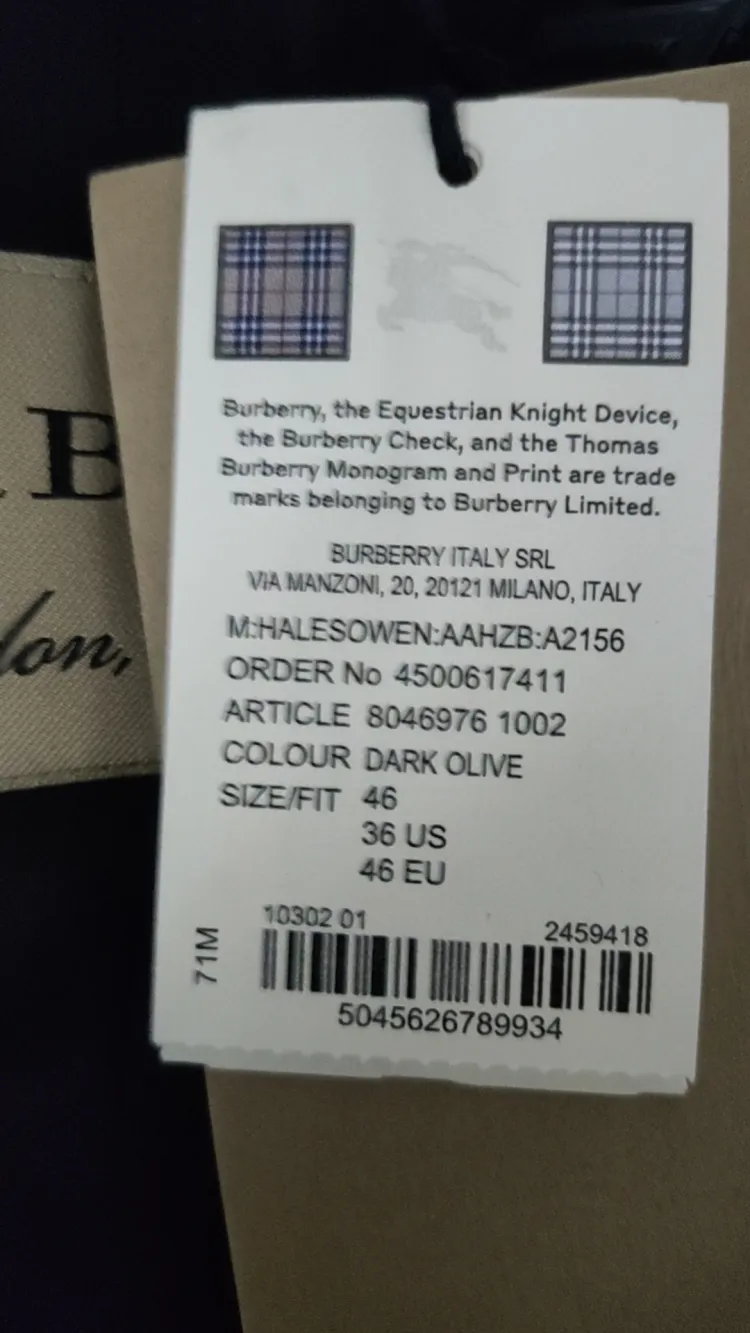 B
don,
Burberry, the Equestrian Knight Device,
the Burberry Check, and the Thomas
Burberry Monogram and Print are trade
marks belonging to Burberry Limited.
BURBERRY ITALY SRL
VIA MANZONI, 20, 20121 MILANO, ITALY
M:HALESOWEN:AAHZB:A2156
ORDER No 4500617411
ARTICLE 8046976 1002
COLOUR DARK OLIVE
SIZE/FIT 46
36 US
46 EU
10302 01 2459418
71M
5045626789934